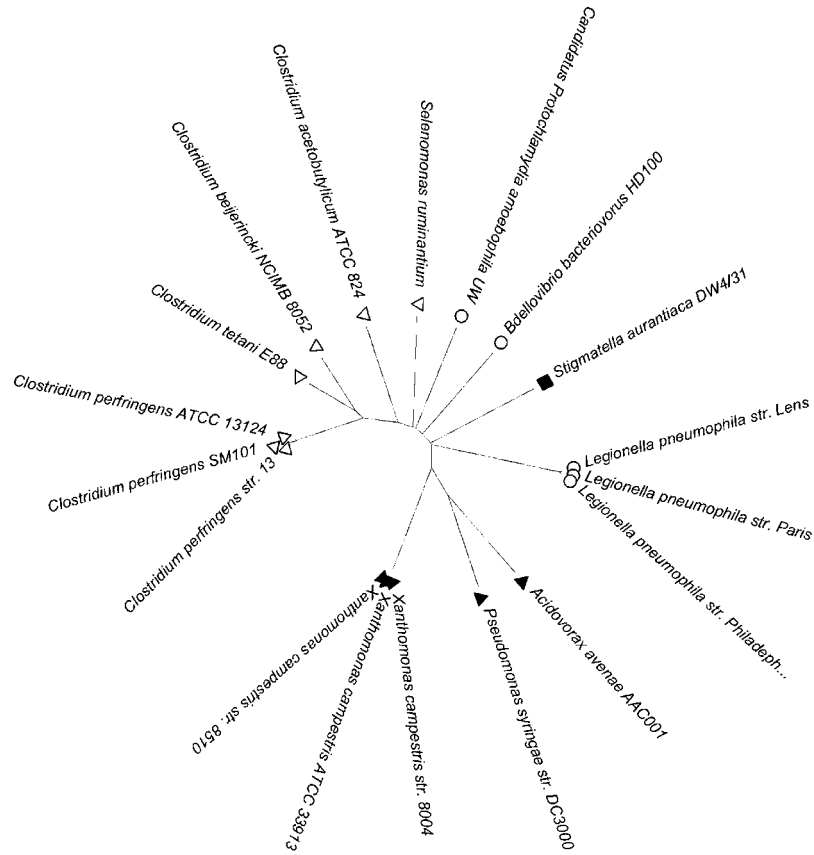 Candidatus Protochlamydia amoebophila UW
Bdellovibrio bacteriovorus HD100
Stigmatella aurantiaca DW4/31
Legionella pneumophila str. Lens
Legionella pneumophila str. Paris
Legionella pneumophila str. Philadeph...
Acidovorax avenae AAC001
Pseudomonas syringae str. DC3000
Xanthomonas campestris str. 8004
Xanthomonas campestris ATCC 33913
Xanthomonas campestris str. 8510
Clostridium perfringens str. 13
Clostridium perfringens SM101
Clostridium perfringens ATCC 13124
Clostridium tetani E88
Clostridium beijerincki NCIMB 8052
Clostridium acetobutylicum ATCC 824
Selenomonas ruminantium